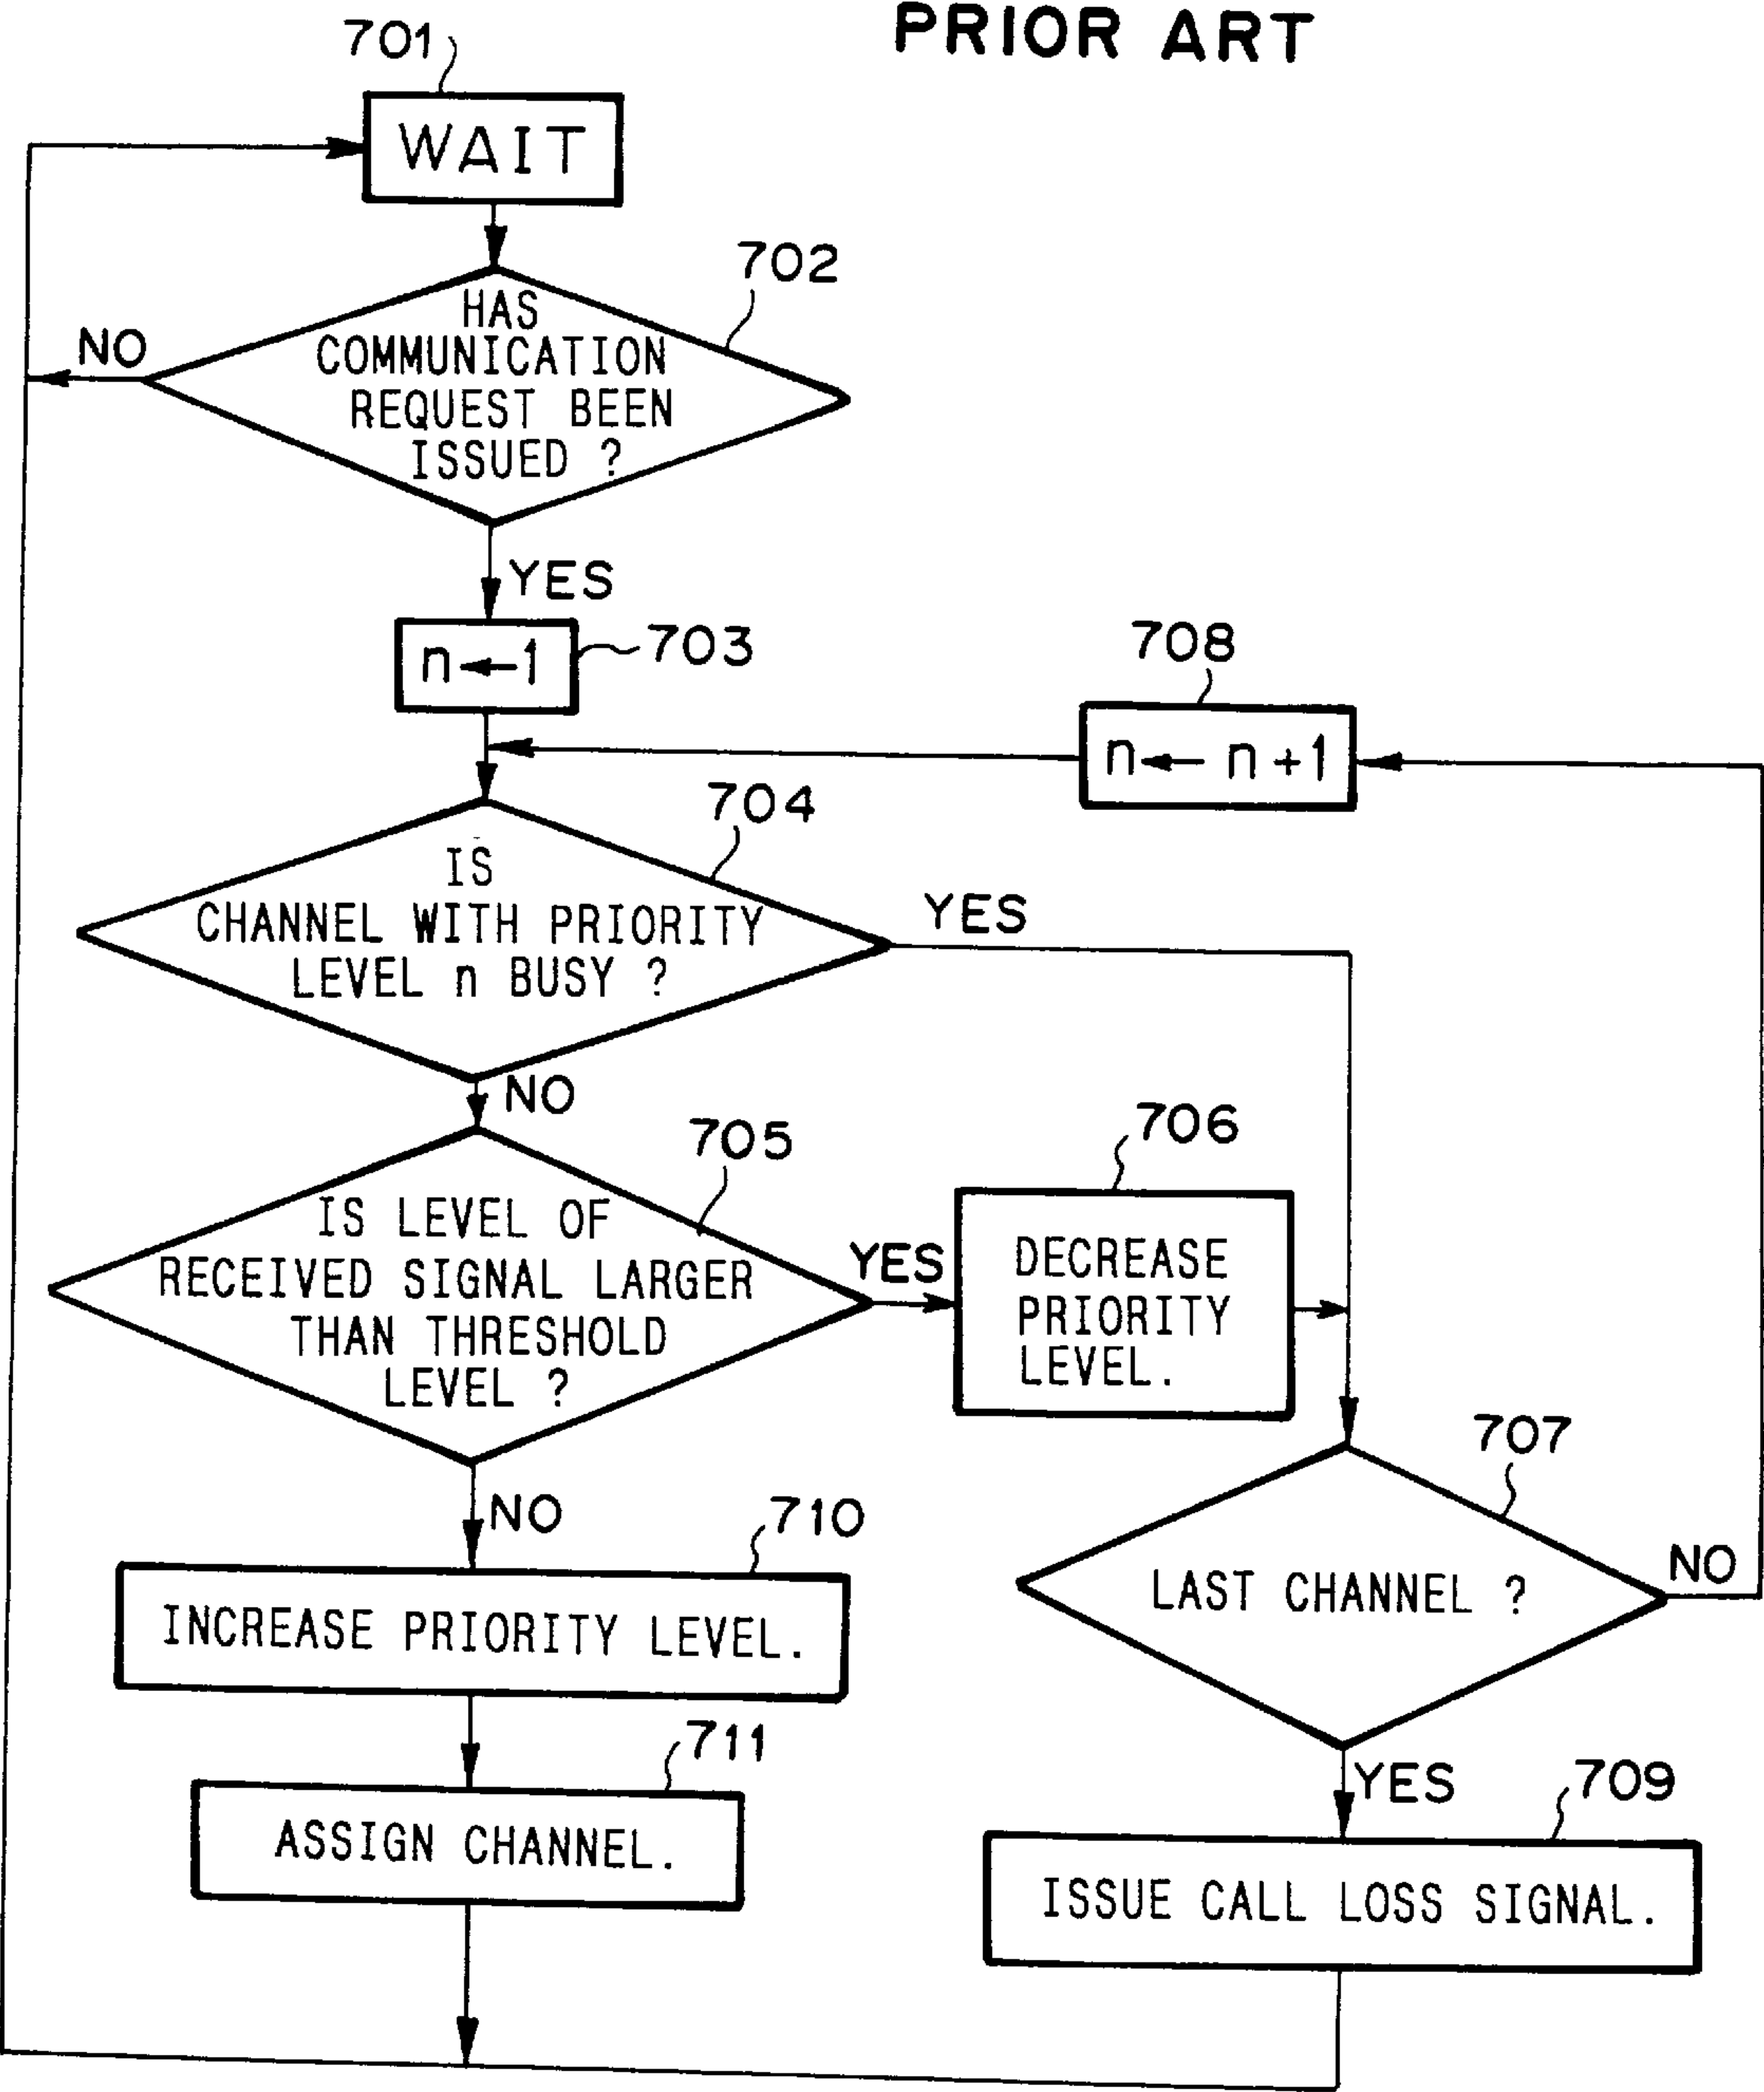 PRIOR ART
701
WAIT
702
HAS
COMMUNICATION
REQUEST BEEN
ISSUED ?
NO
YES
n←1
703
708
n← n+1
704
IS
CHANNEL WITH PRIORITY
LEVEL n BUSY ?
YES
NO
705
IS LEVEL OF
RECEIVED SIGNAL LARGER
THAN THRESHOLD
LEVEL ?
YES
706
DECREASE
PRIORITY
LEVEL.
707
LAST CHANNEL ?
NO
NO
710
INCREASE PRIORITY LEVEL.
711
ASSIGN CHANNEL.
YES
709
ISSUE CALL LOSS SIGNAL.